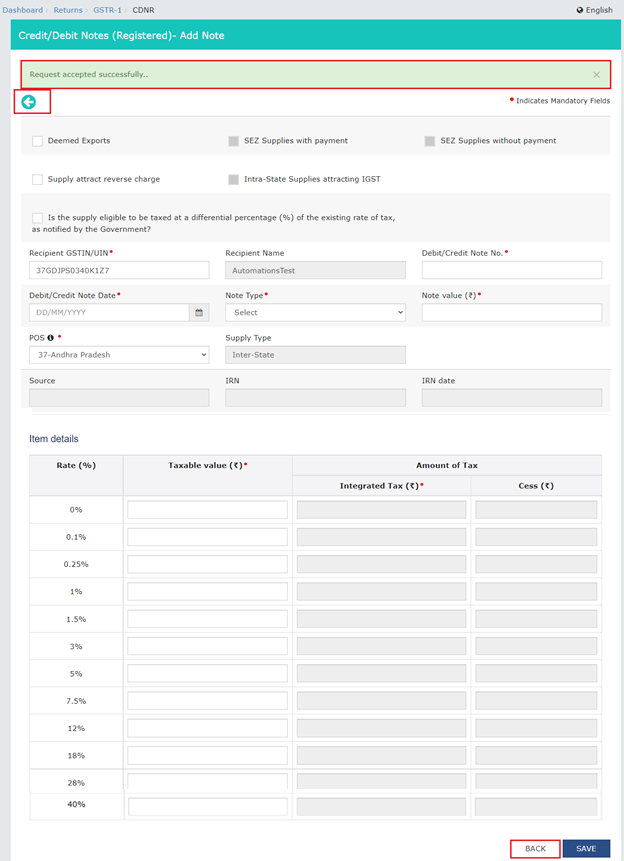 Dashboard > Returns > GSTR-1 > CDNR English
Credit/Debit Notes (Registered)- Add Note
Request accepted successfully.. ×
• Indicates Mandatory Fields
Deemed Exports SEZ Supplies with payment SEZ Supplies without payment
Supply attract reverse charge Intra-State Supplies attracting IGST
Is the supply eligible to be taxed at a differential percentage (%) of the existing rate of tax,
as notified by the Government?
Recipient GSTIN/UIN• Recipient Name Debit/Credit Note No.•
37GDJPS0340K1Z7 AutomationsTest
Debit/Credit Note Date• Note Type• Note value (₹)•
DD/MM/YYYY Select
POS • Supply Type
37-Andhra Pradesh Inter-State
Source IRN IRN date
Item details
Rate (%) Taxable value (₹)• Amount of Tax
Integrated Tax (₹)• Cess (₹)
0%
0.1%
0.25%
1%
1.5%
3%
5%
7.5%
12%
18%
28%
40%
BACK SAVE